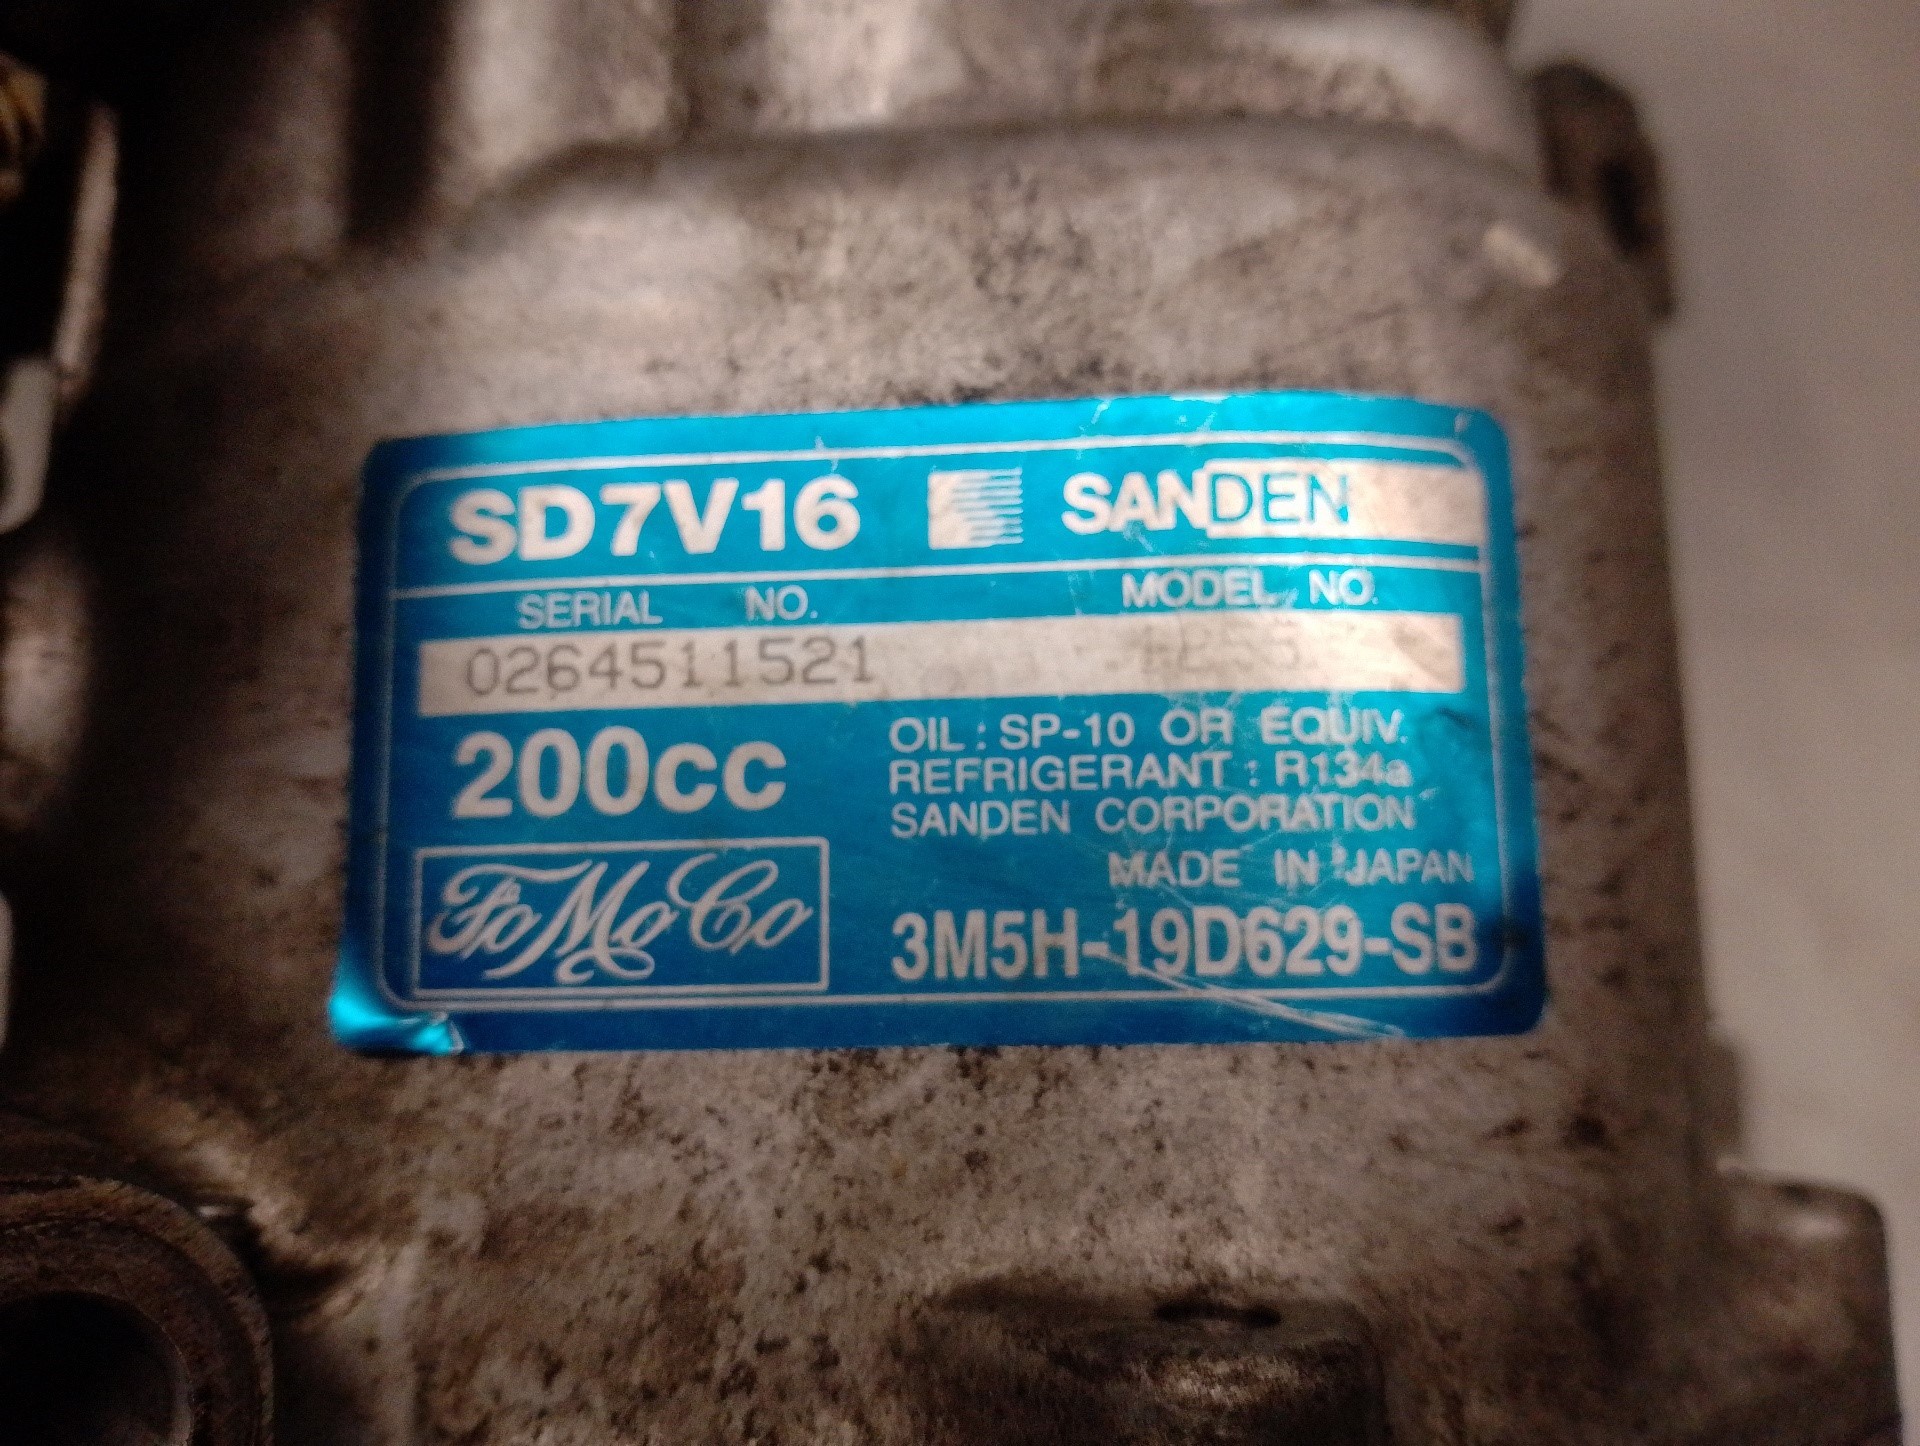 SD7V16 SANDEN
SERIAL NO. MODEL NO.
0264511521
200cc
OIL : SP-10 OR EQUIV.
REFRIGERANT : R134a
SANDEN CORPORATION
MADE IN JAPAN
FoMoCo
3M5H-19D629-SB